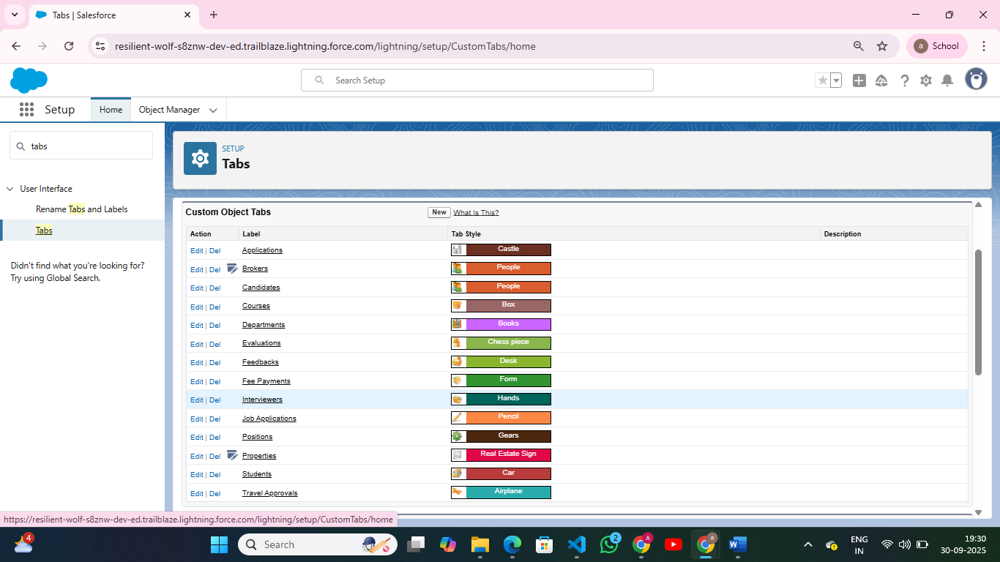 Tabs | Salesforce
resilient-wolf-s8znw-dev-ed.trailblaze.lightning.force.com/lightning/setup/CustomTabs/home
a School
Search Setup
Setup Home Object Manager
tabs
User Interface
Rename Tabs and Labels
Tabs
Didn't find what you're looking for?
Try using Global Search.
SETUP
Tabs
Custom Object Tabs New What Is This?
Action Label Tab Style Description
Edit | Del Applications Castle
Edit | Del Brokers People
Edit | Del Candidates People
Edit | Del Courses Box
Edit | Del Departments Books
Edit | Del Evaluations Chess piece
Edit | Del Feedbacks Desk
Edit | Del Fee Payments Form
Edit | Del Interviewers Hands
Edit | Del Job Applications Pencil
Edit | Del Positions Gears
Edit | Del Properties Real Estate Sign
Edit | Del Students Car
Edit | Del Travel Approvals Airplane
https://resilient-wolf-s8znw-dev-ed.trailblaze.lightning.force.com/lightning/setup/CustomTabs/home
4 Search 2 A a ENG 19:30
IN 30-09-2025